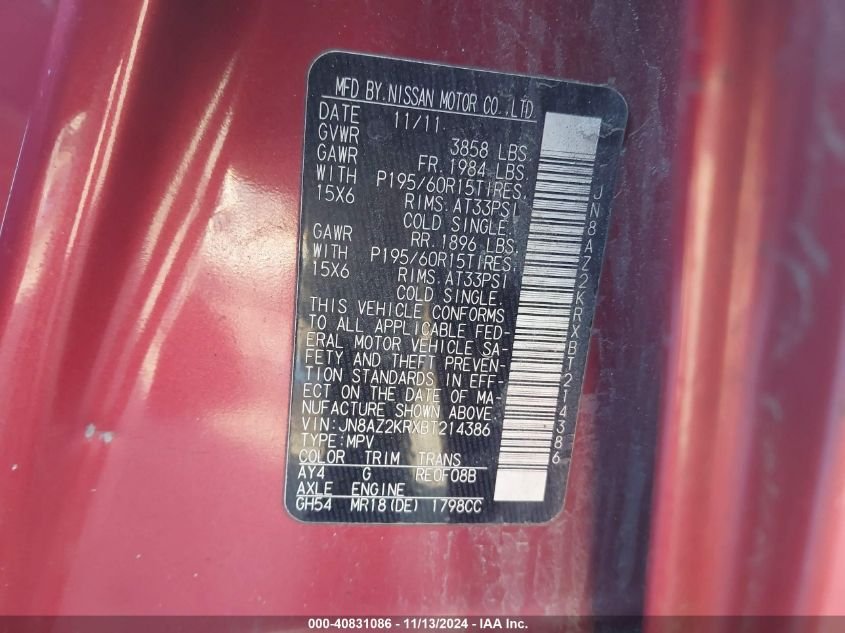 MFD BY.NISSAN MOTOR CO.,LTD.
DATE 11/11
GVWR 3858 LBS.
GAWR FR.1984 LBS.
WITH P195/60R15TIRES,
15X6 RIMS:AT33PSI
COLD SINGLE.
GAWR RR.1896 LBS.
WITH P195/60R15TIRES,
15X6 RIMS:AT33PSI
COLD SINGLE.
THIS VEHICLE CONFORMS
TO ALL APPLICABLE FED-
ERAL MOTOR VEHICLE SA-
FETY AND THEFT PREVEN-
TION STANDARDS IN EFF-
ECT ON THE DATE OF MA-
NUFACTURE SHOWN ABOVE.
VIN:JN8AZ2KRXBT214386
TYPE:MPV
COLOR TRIM TRANS
AY4 G RE0F08B
AXLE ENGINE
GH54 MR18(DE) 1798CC
JN8AZ2KRXBT214386
000-40831086 - 11/13/2024 - IAA Inc.